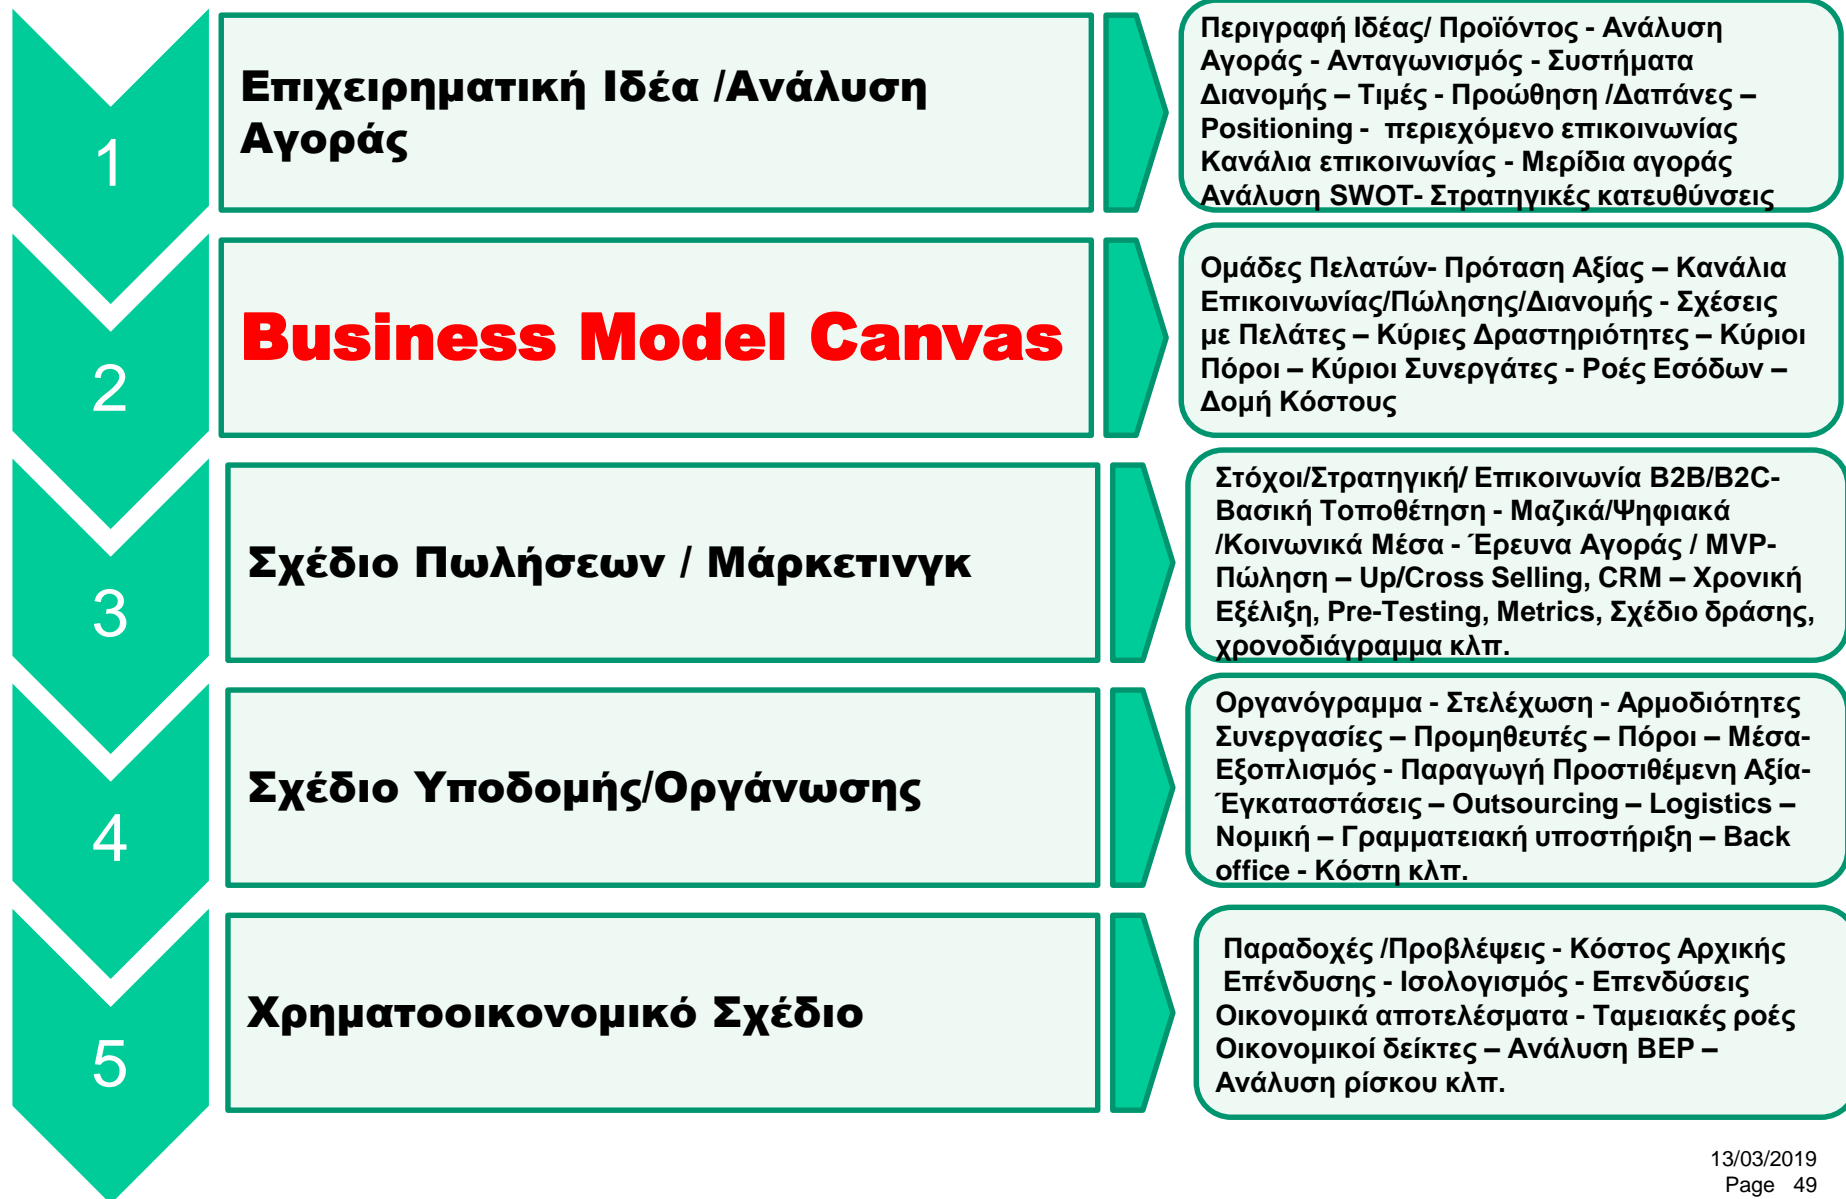 1
Επιχειρηματική Ιδέα /Ανάλυση
Αγοράς
Περιγραφή Ιδέας/ Προϊόντος - Ανάλυση
Αγοράς - Ανταγωνισμός - Συστήματα
Διανομής – Τιμές - Προώθηση /Δαπάνες –
Positioning - περιεχόμενο επικοινωνίας
Κανάλια επικοινωνίας - Μερίδια αγοράς
Ανάλυση SWOT- Στρατηγικές κατευθύνσεις
2
Business Model Canvas
Ομάδες Πελατών- Πρόταση Αξίας – Κανάλια
Επικοινωνίας/Πώλησης/Διανομής - Σχέσεις
με Πελάτες – Κύριες Δραστηριότητες – Κύριοι
Πόροι – Κύριοι Συνεργάτες - Ροές Εσόδων –
Δομή Κόστους
3
Σχέδιο Πωλήσεων / Μάρκετινγκ
Στόχοι/Στρατηγική/ Επικοινωνία B2B/B2C-
Βασική Τοποθέτηση - Μαζικά/Ψηφιακά
/Κοινωνικά Μέσα - Έρευνα Αγοράς / MVP-
Πώληση – Up/Cross Selling, CRM – Χρονική
Εξέλιξη, Pre-Testing, Metrics, Σχέδιο δράσης,
χρονοδιάγραμμα κλπ.
4
Σχέδιο Υποδομής/Οργάνωσης
Οργανόγραμμα - Στελέχωση - Αρμοδιότητες
Συνεργασίες – Προμηθευτές – Πόροι – Μέσα-
Εξοπλισμός - Παραγωγή Προστιθέμενη Αξία-
Έγκαταστάσεις – Outsourcing – Logistics –
Νομική – Γραμματειακή υποστήριξη – Back
office - Κόστη κλπ.
5
Χρηματοοικονομικό Σχέδιο
Παραδοχές /Προβλέψεις - Κόστος Αρχικής
Επένδυσης - Ισολογισμός - Επενδύσεις
Οικονομικά αποτελέσματα - Ταμειακές ροές
Οικονομικοί δείκτες – Ανάλυση BEP –
Ανάλυση ρίσκου κλπ.
13/03/2019
Page 49